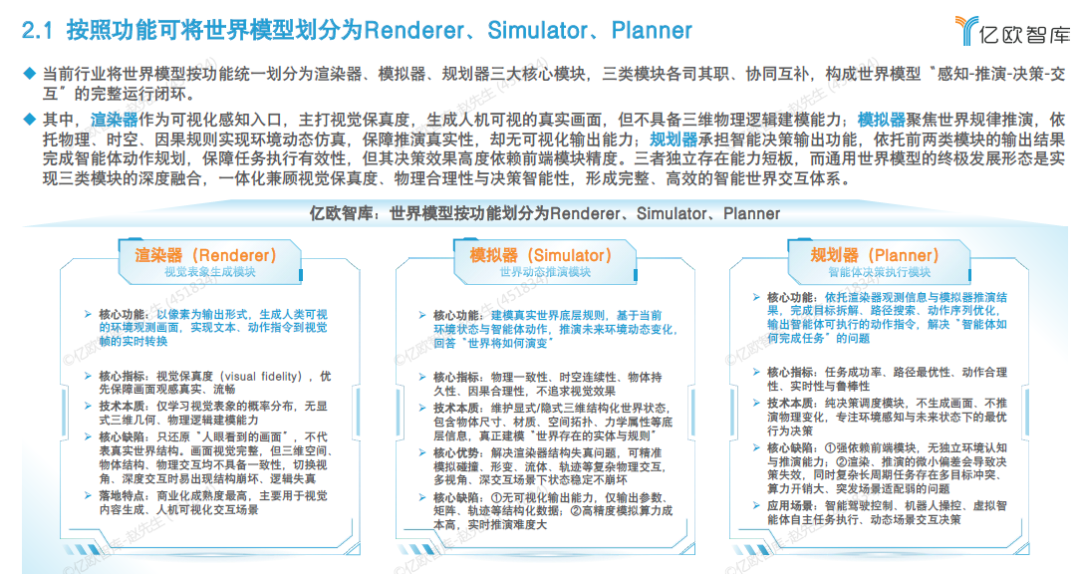 2.1 按照功能可将世界模型划分为Renderer、Simulator、Planner
亿欧智库
◆ 当前行业将世界模型按功能统一划分为渲染器、模拟器、规划器三大核心模块，三类模块各司其职、协同互补，构成世界模型“感知-推演-决策-交
互”的完整运行闭环。
◆ 其中，渲染器作为可视化感知入口，主打视觉保真度，生成人机可视的真实画面，但不具备三维物理逻辑建模能力；模拟器聚焦世界规律推演，依
托物理、时空、因果规则实现环境动态仿真，保障推演真实性，却无可视化输出能力；规划器承担智能决策输出功能，依托前两类模块的输出结果
完成智能体动作规划，保障任务执行有效性，但其决策效果高度依赖前端模块精度。三者独立存在能力短板，而通用世界模型的终极发展形态是实
现三类模块的深度融合，一体化兼顾视觉保真度、物理合理性与决策智能性，形成完整、高效的智能世界交互体系。
亿欧智库：世界模型按功能划分为Renderer、Simulator、Planner
渲染器（Renderer）
视觉表象生成模块
➢ 核心功能：以像素为输出形式，生成人类可视
的环境观测画面，实现文本、动作指令到视觉
帧的实时转换
➢ 核心指标：视觉保真度（visual fidelity），优
先保障画面观感真实、流畅
➢ 技术本质：仅学习视觉表象的概率分布，无显
式三维几何、物理逻辑建模能力
➢ 核心缺陷：只还原“人眼看到的画面”，不代
表真实世界结构。画面视觉完整，但三维空间、
物体结构、物理交互均不具备一致性，切换视
角、深度交互时易出现结构崩坏、逻辑失真
➢ 落地特点：商业化成熟度最高，主要用于视觉
内容生成、人机可视化交互场景
模拟器（Simulator）
世界动态推演模块
➢ 核心功能：建模真实世界底层规则，基于当前
环境状态与智能体动作，推演未来环境动态变化，
回答“世界将如何演变”
➢ 核心指标：物理一致性、时空连续性、物体持
久性、因果合理性，不追求视觉效果
➢ 技术本质：维护显式/隐式三维结构化世界状态，
包含物体尺寸、材质、空间拓扑、力学属性等底
层信息，真正建模“世界存在的实体与规则”
➢ 核心优势：解决渲染器结构失真问题，可精准
模拟碰撞、形变、流体、轨迹等复杂物理交互，
多视角、深交互场景下状态稳定不崩坏
➢ 核心缺陷：①无可视化输出能力，仅输出参数、
矩阵、轨迹等结构化数据；②高精度模拟算力成
本高，实时推演难度大
规划器（Planner）
智能体决策执行模块
➢ 核心功能：依托渲染器观测信息与模拟器推演结
果，完成目标拆解、路径搜索、动作序列优化，
输出智能体可执行的动作指令，解决“智能体如
何完成任务”的问题
➢ 核心指标：任务成功率、路径最优性、动作合理
性、实时性与鲁棒性
➢ 技术本质：纯决策调度模块，不生成画面、不推
演物理变化，专注环境感知与未来状态下的最优
行为决策
➢ 核心缺陷：①强依赖前端模块，无独立环境认知
与推演能力；②渲染、推演的微小偏差会导致决
策失效，同时复杂长周期任务存在多目标冲突、
算力开销大、突发场景适配弱的问题
➢ 应用场景：智能驾驶控制、机器人操控、虚拟智
能体自主任务执行、动态场景交互决策